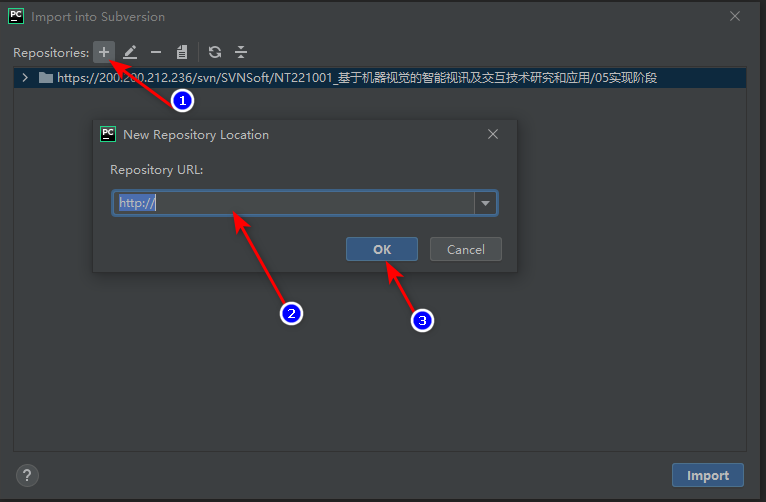 PC Import into Subversion
Repositories:
https://200.200.212.236/svn/SVNSoft/NT221001_基于机器视觉的智能视讯及交互技术研究和应用/05实现阶段
1
PC New Repository Location
Repository URL:
http://
OK Cancel
2
3
? Import